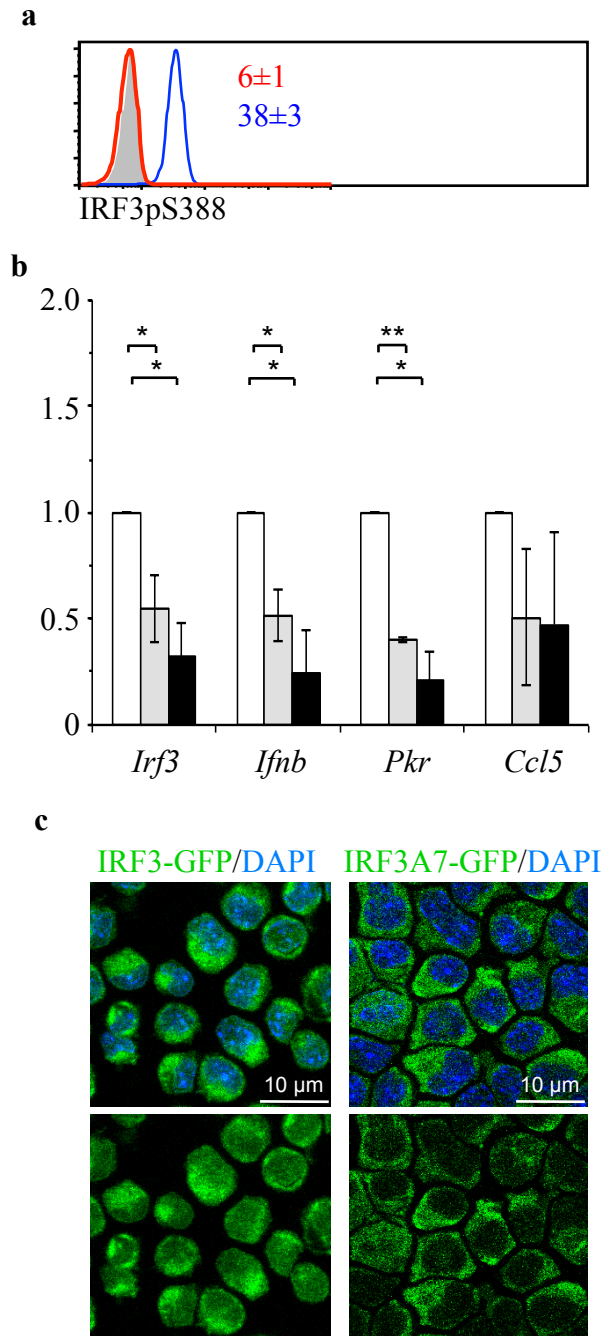 a
6±1
38±3
IRF3pS388
b
2.0
* * **
* * *
1.5
1.0
0.5
0
Irf3 Ifnb Pkr Ccl5
c
IRF3-GFP/DAPI IRF3A7-GFP/DAPI
10 µm 10 µm